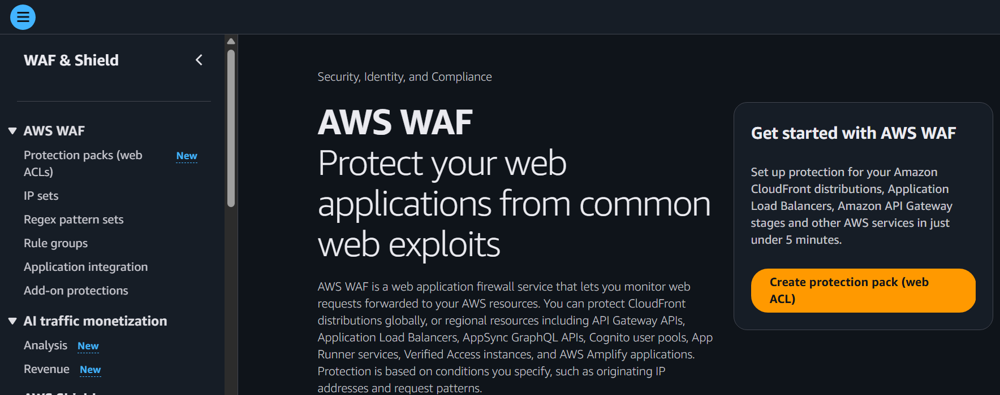 WAF & Shield
AWS WAF
Protection packs (web
ACLs)
New
IP sets
Regex pattern sets
Rule groups
Application integration
Add-on protections
AI traffic monetization
Analysis New
Revenue New
Security, Identity, and Compliance
AWS WAF
Protect your web
applications from common
web exploits
AWS WAF is a web application firewall service that lets you monitor web
requests forwarded to your AWS resources. You can protect CloudFront
distributions globally, or regional resources including API Gateway APIs,
Application Load Balancers, AppSync GraphQL APIs, Cognito user pools, App
Runner services, Verified Access instances, and AWS Amplify applications.
Protection is based on conditions you specify, such as originating IP
addresses and request patterns.
Get started with AWS WAF
Set up protection for your Amazon
CloudFront distributions, Application
Load Balancers, Amazon API Gateway
stages and other AWS services in just
under 5 minutes.
Create protection pack (web
ACL)